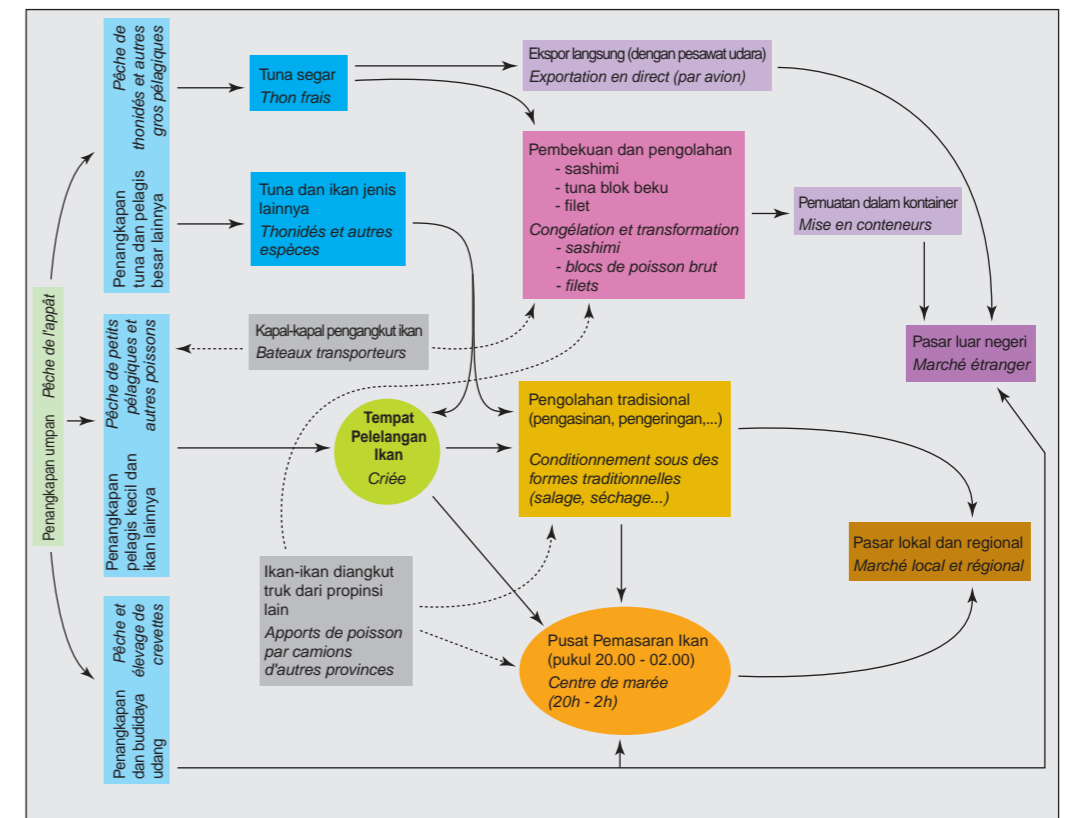 Penangkapan umpan
Pêche de l'appât
Pêche de
thonidés et autres
gros pélagiques
Penangkapan
tuna dan pelagis
besar lainnya
Pêche de petits
pélagiques et
autres poissons
Penangkapan
pelagis kecil dan
ikan lainnya
Pêche et
élevage de
crevettes
Penangkapan
dan budidaya
udang
Tuna segar
Thon frais
Tuna dan ikan jenis
lainnya
Thonidés et autres
espèces
Kapal-kapal pengangkut ikan
Bateaux transporteurs
Tempat
Pelelangan
Ikan
Criée
Ikan-ikan diangkut
truk dari propinsi
lain
Apports de poisson
par camions
d'autres provinces
Ekspor langsung (dengan pesawat udara)
Exportation en direct (par avion)
Pembekuan dan pengolahan
- sashimi
- tuna blok beku
- filet
Congélation et transformation
- sashimi
- blocs de poisson brut
- filets
Pengolahan tradisional
(pengasinan, pengeringan,...)
Conditionnement sous des
formes traditionnelles
(salage, séchage...)
Pusat Pemasaran Ikan
(pukul 20.00 - 02.00)
Centre de marée
(20h - 2h)
Pemuatan dalam kontainer
Mise en conteneurs
Pasar luar negeri
Marché étranger
Pasar lokal dan regional
Marché local et régional